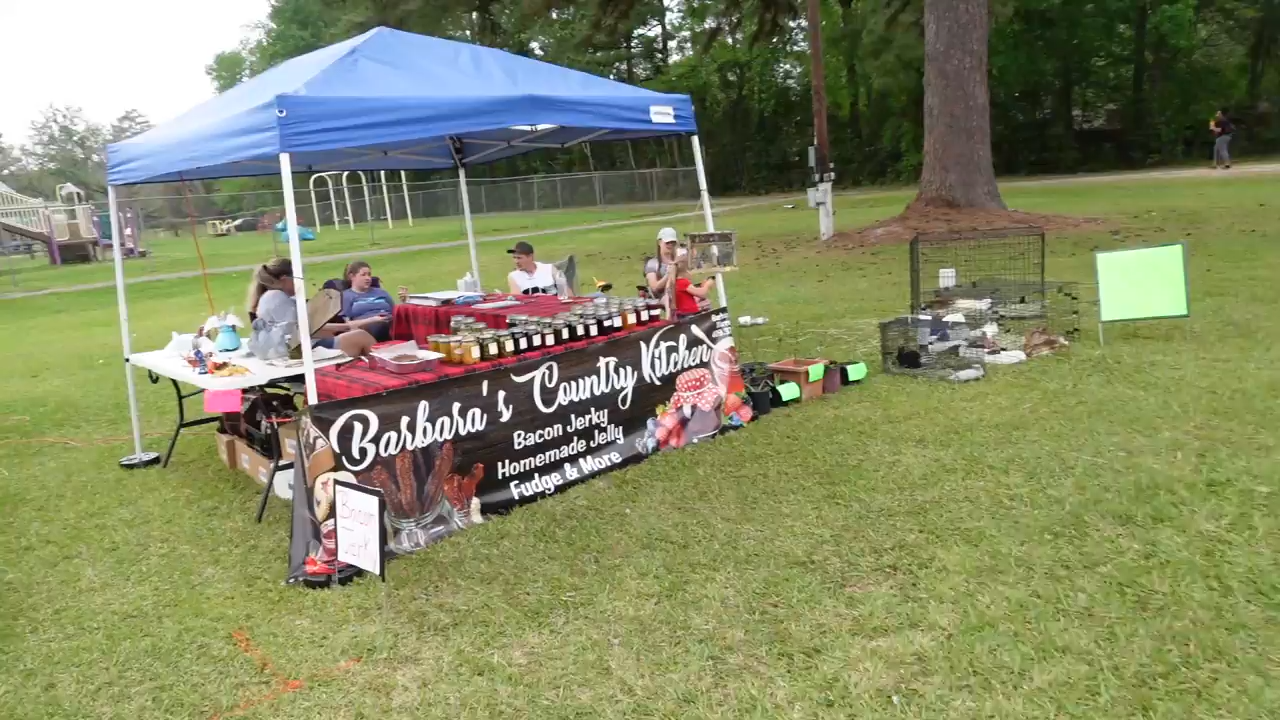 Barbara's Country Kitchen
Bacon Jerky
Homemade Jelly
Fudge & More
Bacon
Jerk